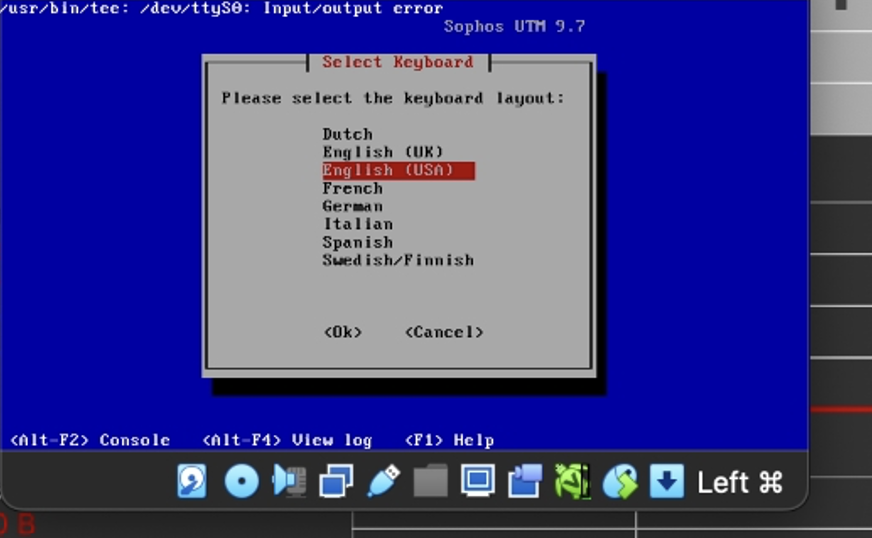 /usr/bin/tee: /dev/ttyS0: Input/output error
Sophos UTM 9.7
Select Keyboard
Please select the keyboard layout:
Dutch
English (UK)
English (USA)
French
German
Italian
Spanish
Swedish/Finnish
<Ok> <Cancel>
<Alt-F2> Console <Alt-F4> View log <F1> Help
Left ⌘
0 B